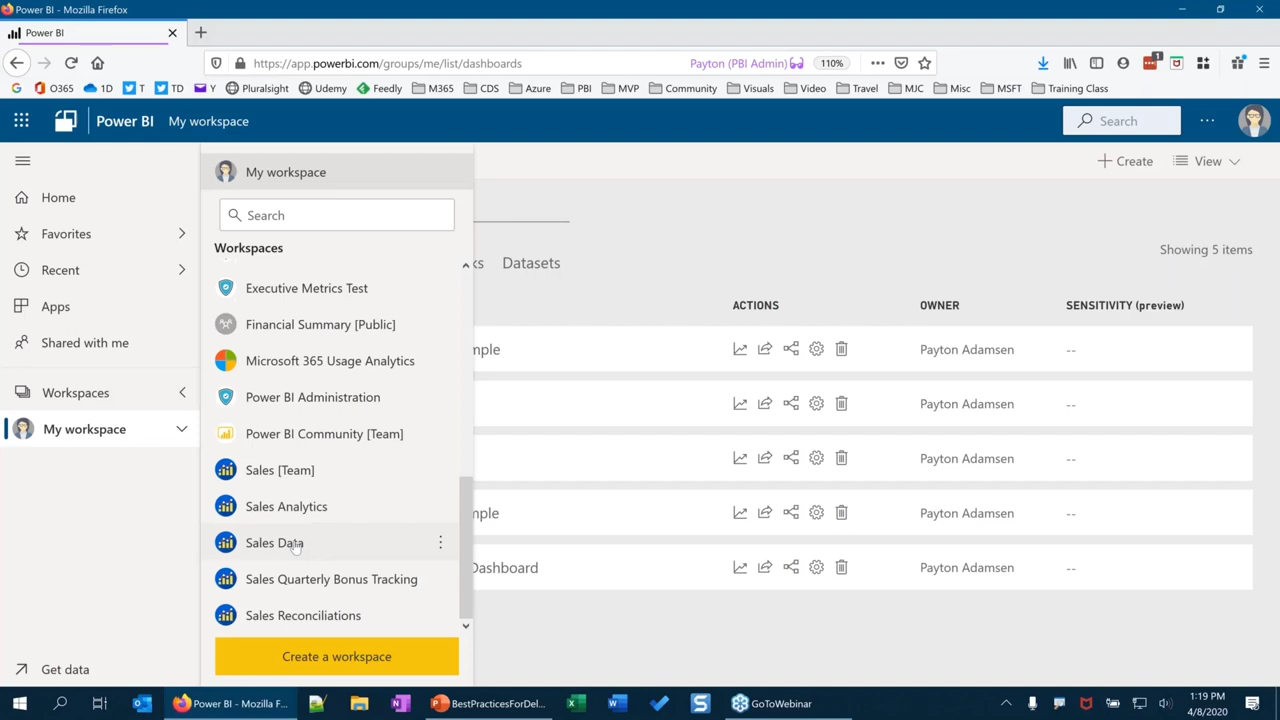 Power BI - Mozilla Firefox
Power BI
https://app.powerbi.com/groups/me/list/dashboards
Payton (PBI Admin)
110%
O365
1D
T
TD
Y
Pluralsight
Udemy
Feedly
M365
CDS
Azure
PBI
MVP
Community
Visuals
Video
Travel
MJC
Misc
MSFT
Training Class
Power BI
My workspace
Search
My workspace
Create
View
Home
Search
Favorites
Workspaces
Showing 5 items
ks
Datasets
Recent
Executive Metrics Test
Apps
ACTIONS
OWNER
SENSITIVITY (preview)
Financial Summary [Public]
Shared with me
mple
Payton Adamsen
--
Microsoft 365 Usage Analytics
Workspaces
Power BI Administration
Payton Adamsen
--
My workspace
Power BI Community [Team]
Sales [Team]
Payton Adamsen
--
Sales Analytics
mple
Payton Adamsen
--
Sales Data
Dashboard
Payton Adamsen
--
Sales Quarterly Bonus Tracking
Sales Reconciliations
Create a workspace
Get data
Power BI - Mozilla F...
BestPracticesForDel...
GoToWebinar
1:19 PM
4/8/2020